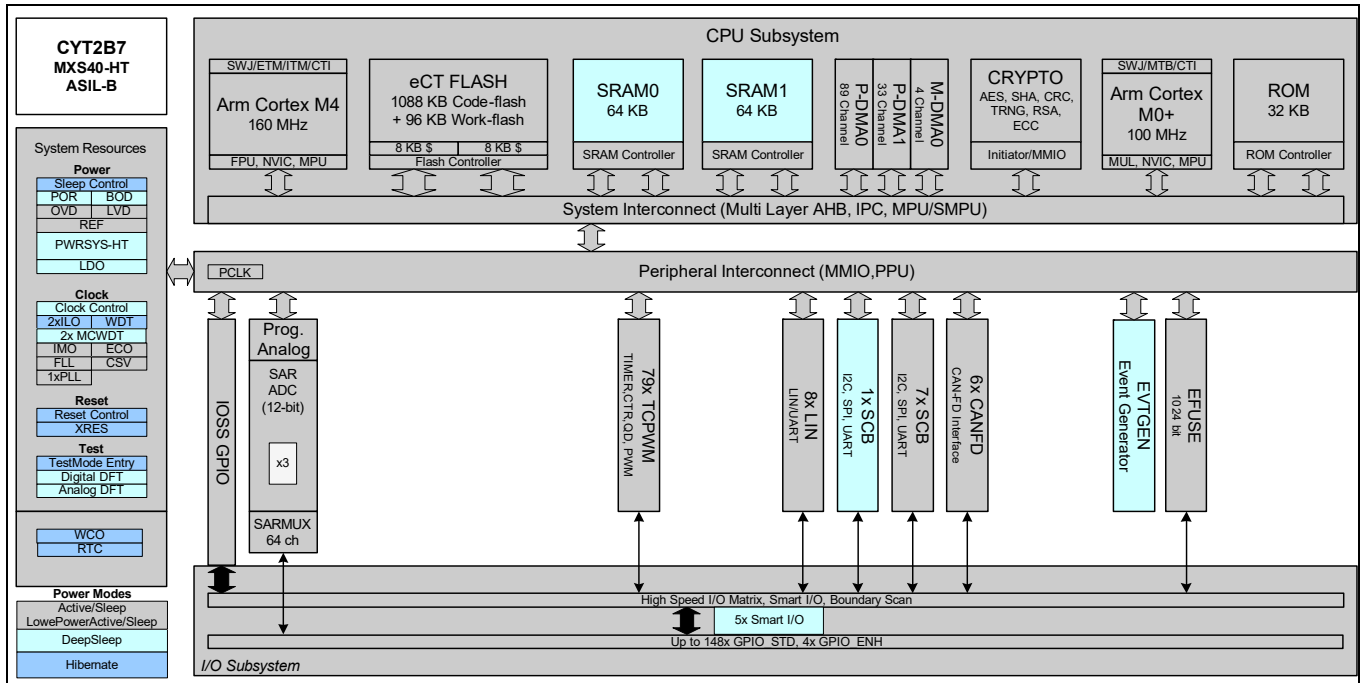 CYT2B7
MXS40-HT
ASIL-B
System Resources
Power
Sleep Control
POR
BOD
OVD
LVD
REF
PWRSYS-HT
LDO
Clock
Clock Control
2xILO
WDT
2x MCWDT
IMO
ECO
FLL
CSV
1xPLL
Reset
Reset Control
XRES
Test
TestMode Entry
Digital DFT
Analog DFT
WCO
RTC
Power Modes
Active/Sleep
LowePowerActive/Sleep
DeepSleep
Hibernate
CPU Subsystem
SWJ/ETM/ITM/CTI
Arm Cortex M4
160 MHz
FPU, NVIC, MPU
eCT FLASH
1088 KB Code-flash
+ 96 KB Work-flash
8 KB $
8 KB $
Flash Controller
SRAM0
64 KB
SRAM Controller
SRAM1
64 KB
SRAM Controller
P-DMA0
89 Channel
P-DMA1
33 Channel
M-DMA0
4 Channel
CRYPTO
AES, SHA, CRC,
TRNG, RSA,
ECC
Initiator/MMIO
SWJ/MTB/CTI
Arm Cortex
M0+
100 MHz
MUL, NVIC, MPU
ROM
32 KB
ROM Controller
System Interconnect (Multi Layer AHB, IPC, MPU/SMPU)
PCLK
Peripheral Interconnect (MMIO,PPU)
IOSS GPIO
Prog.
Analog
SAR
ADC
(12-bit)
x3
SARMUX
64 ch
79x TCPWM
TIMER,CTR,QD, PWM
8x LIN
LIN/UART
1x SCB
I2C, SPI, UART
7x SCB
I2C, SPI, UART
6x CANFD
CAN-FD Interface
EVTGEN
Event Generator
EFUSE
1024 bit
High Speed I/O Matrix, Smart I/O, Boundary Scan
5x Smart I/O
Up to 148x GPIO_STD, 4x GPIO_ENH
I/O Subsystem